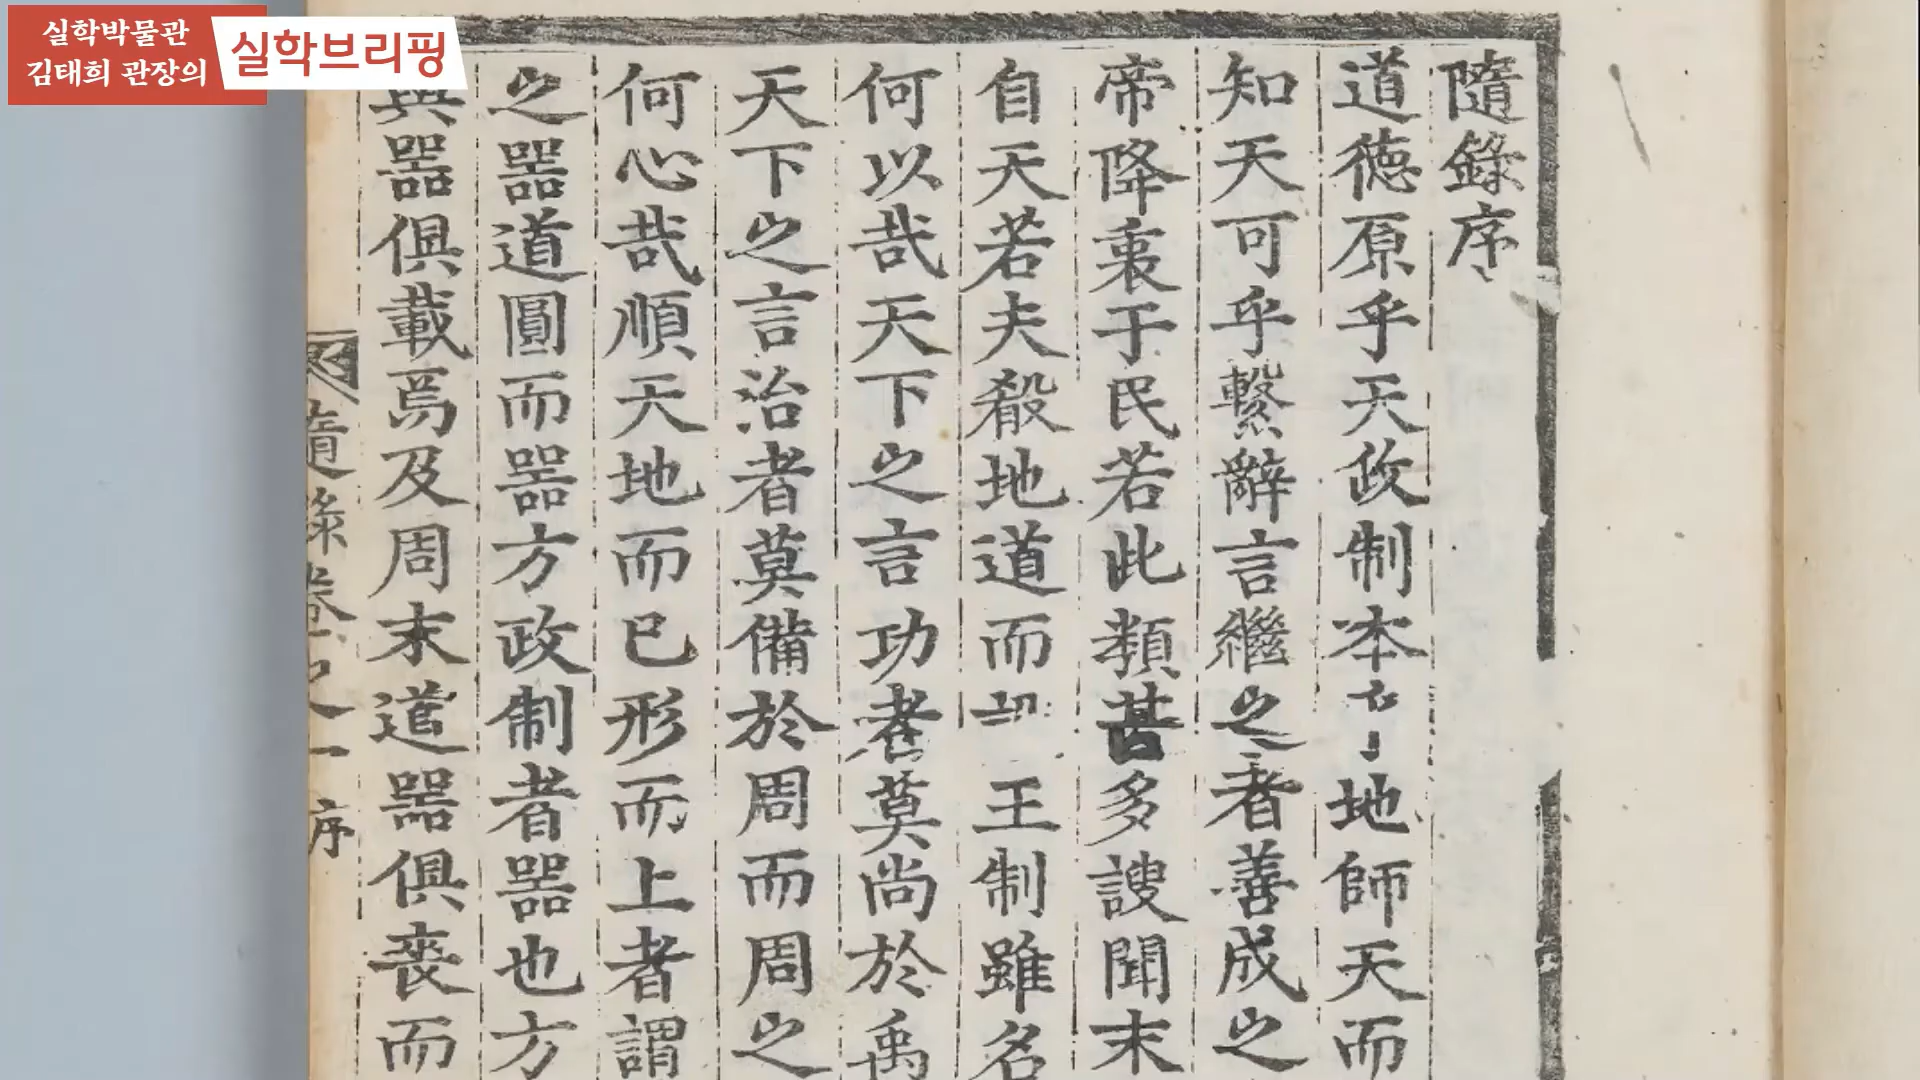 실학박물관
김태희 관장의
실학브리핑
隨錄序
道德原乎天政制本 地師天而
知天可乎繫辭言繼之者善成之
帝降衷于民若此類甚多謏聞末
自天若夫殽地道而 王制雖名
何以哉天下之言功者莫尚於禹
天下之言治者莫備於周而周之
何心哉順天地而已形而上者謂
之器道圓而器方政制者器也方
與器俱載焉及周末道器俱喪而
隨錄卷之一 序